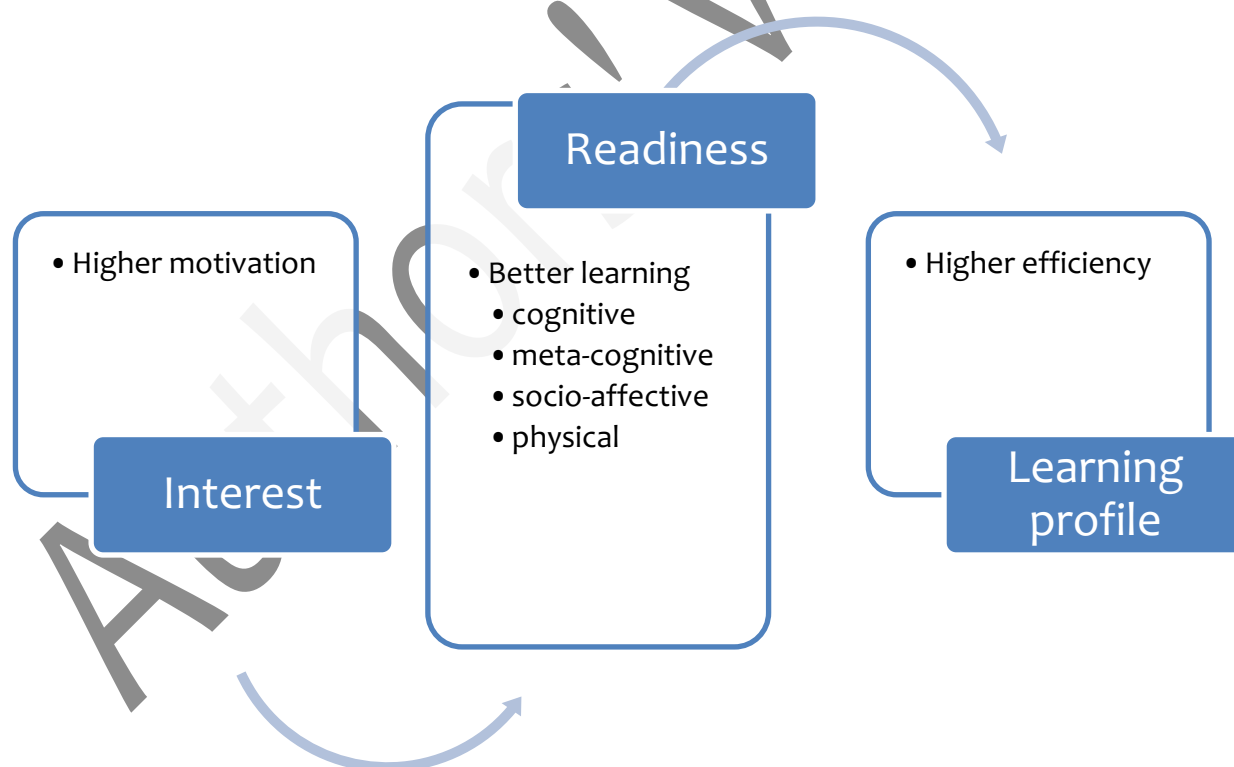 • Higher motivation
Interest
Readiness
• Better learning
• cognitive
• meta-cognitive
• socio-affective
• physical
• Higher efficiency
Learning
profile